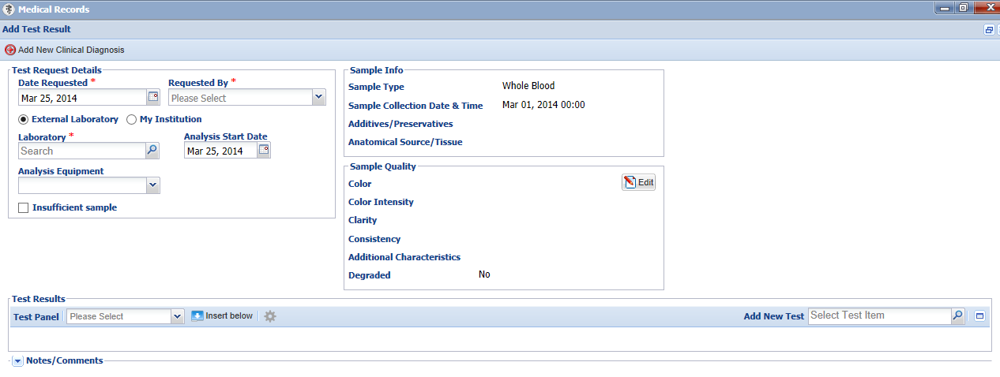 Medical Records
Add Test Result
Add New Clinical Diagnosis
Test Request Details
Date Requested * Requested By *
Mar 25, 2014 Please Select
External Laboratory My Institution
Laboratory * Analysis Start Date
Search Mar 25, 2014
Analysis Equipment
Insufficient sample
Sample Info
Sample Type Whole Blood
Sample Collection Date & Time Mar 01, 2014 00:00
Additives/Preservatives
Anatomical Source/Tissue
Sample Quality
Color Edit
Color Intensity
Clarity
Consistency
Additional Characteristics
Degraded No
Test Results
Test Panel Please Select Insert below Add New Test Select Test Item
Notes/Comments